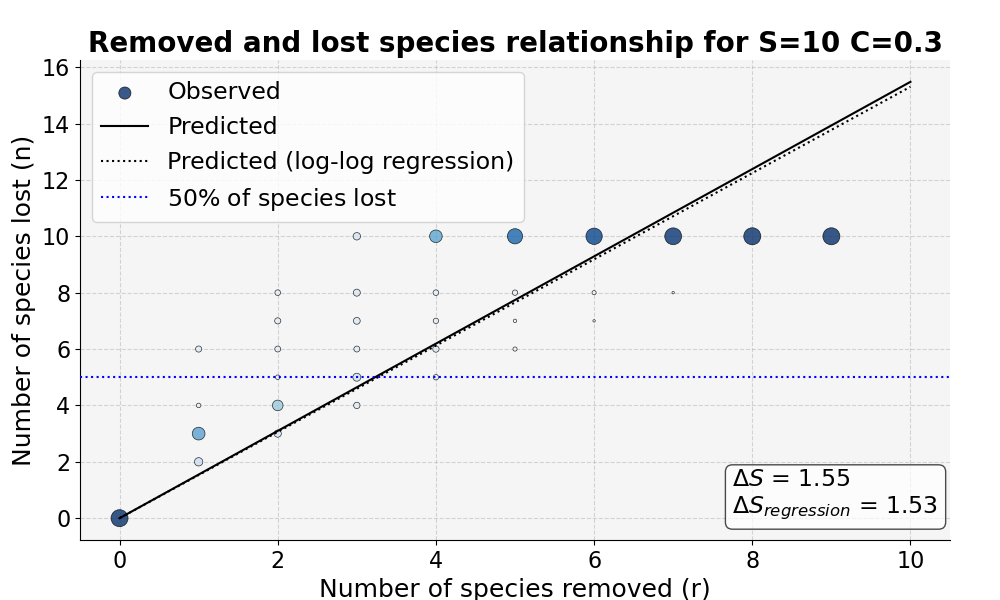 Removed and lost species relationship for S=10 C=0.3
Number of species lost (n)
16
14
12
10
8
6
4
2
0
Observed
Predicted
Predicted (log-log regression)
50% of species lost
ΔS = 1.55
ΔS_regression = 1.53
0 2 4 6 8 10
Number of species removed (r)